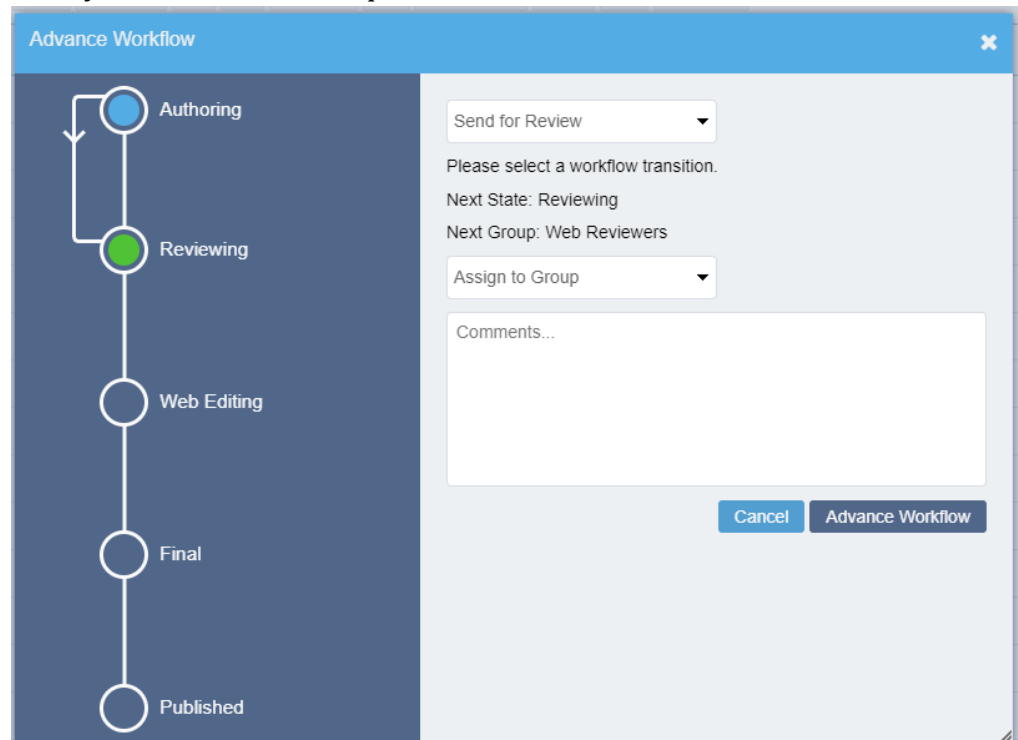 Advance Workflow
Authoring
Reviewing
Web Editing
Final
Published
Send for Review
Please select a workflow transition.
Next State: Reviewing
Next Group: Web Reviewers
Assign to Group
Comments...
Cancel
Advance Workflow